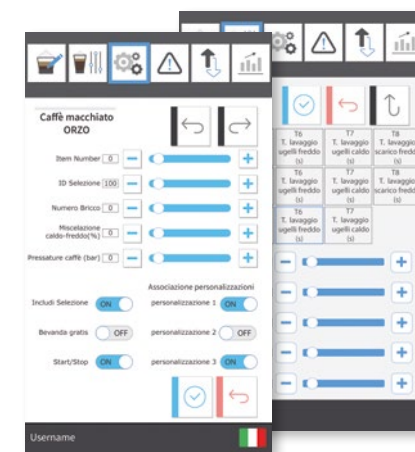 Caffè macchiato
ORZO
Item Number 0
ID Selezione 100
Numero Bricco 0
Miscelazione
caldo-freddo(%) 0
Pressature caffè (bar) 0
Associazione personalizzazioni
Includi Selezione ON personalizzazione 1 ON
Bevanda gratis OFF personalizzazione 2 OFF
Start/Stop ON personalizzazione 3 ON
Username
T6 T7 T8
T. lavaggio T. lavaggio T. lavaggio
ugelli freddo ugelli caldo scarico freddo
(s) (s) (s)
T6 T7 T8
T. lavaggio T. lavaggio T. lavaggio
ugelli freddo ugelli caldo scarico freddo
(s) (s) (s)
T6 T7
T. lavaggio T. lavaggio
ugelli freddo ugelli caldo
(s) (s)